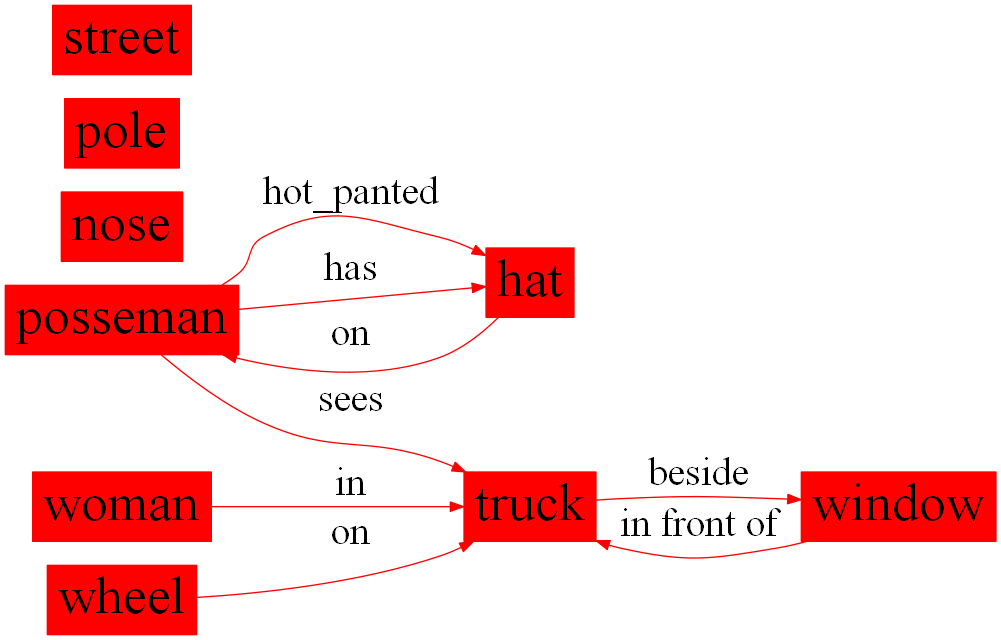 street
pole
nose
hot_panted
has
hat
posseman
on
sees
woman
in
truck
beside
window
in front of
on
wheel